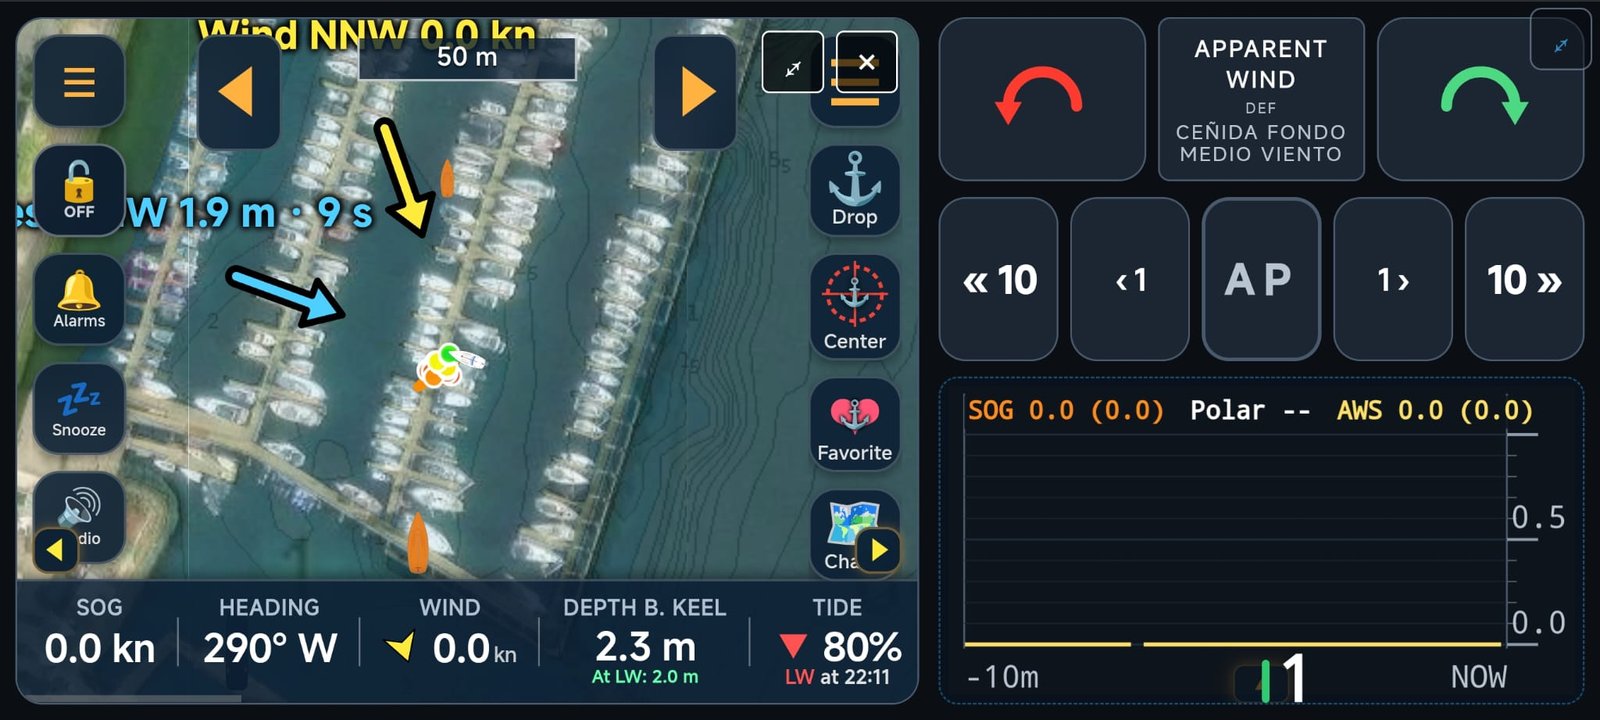 Wind NNW 0.0 kn
50 m
OFF
W 1.9 m · 9 s
Alarms
Snooze
dio
Drop
Center
Favorite
Cha
SOG
0.0 kn
HEADING
290° W
WIND
0.0 kn
DEPTH B. KEEL
2.3 m
At LW: 2.0 m
TIDE
80%
LW at 22:11
APPARENT
WIND
DEF
CEÑIDA FONDO
MEDIO VIENTO
« 10
‹ 1
AP
1 ›
10 »
SOG 0.0 (0.0) Polar -- AWS 0.0 (0.0)
0.5
0.0
-10m
1
NOW